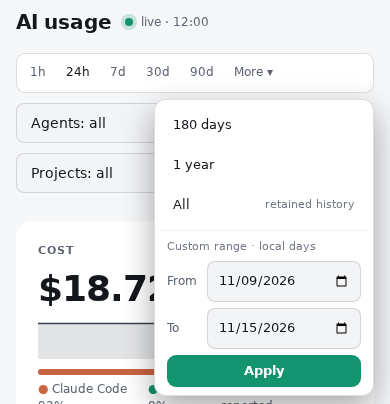 AI usage live · 12:00
1h 24h 7d 30d 90d More ▾
Agents: all
Projects: all
180 days
1 year
All retained history
Custom range · local days
From 11/09/2026
To 11/15/2026
Apply
COST
$18.72
Claude Code